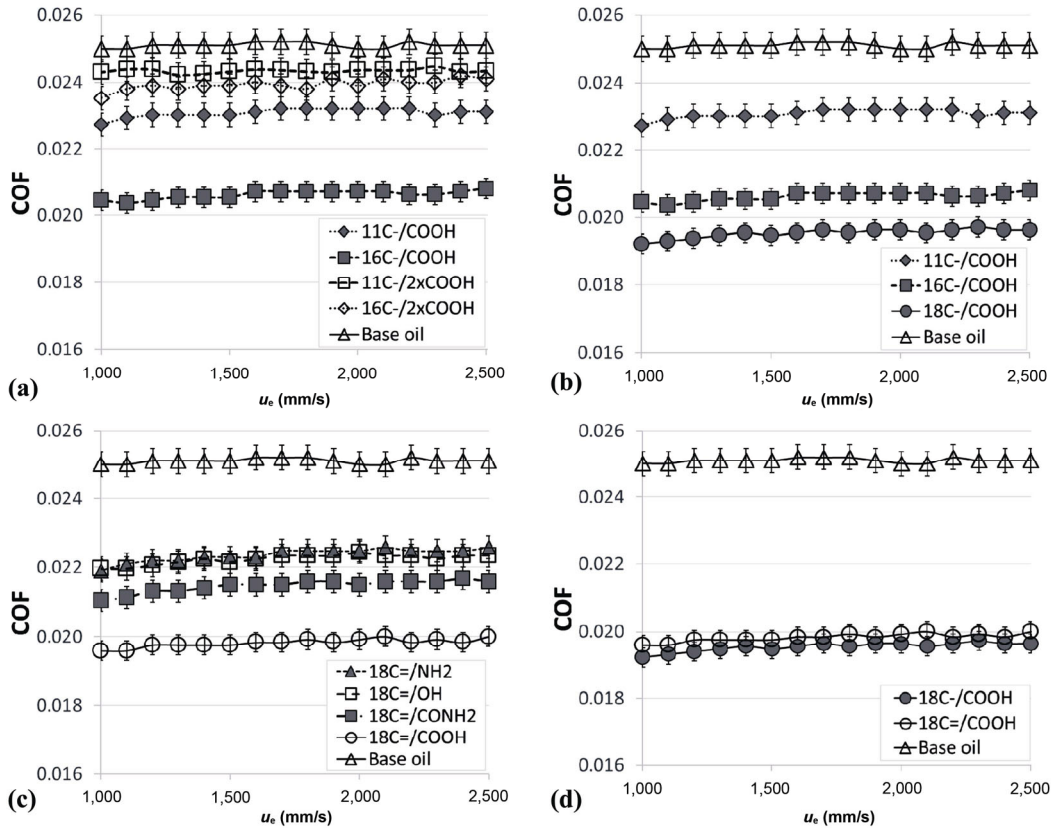 0.026
0.024
0.022
0.020
0.018
0.016
COF
11C-/COOH
16C-/COOH
11C-/2xCOOH
16C-/2xCOOH
Base oil
1,000 1,500 2,000 2,500
(a)
ue (mm/s)
0.026
0.024
0.022
0.020
0.018
0.016
COF
11C-/COOH
16C-/COOH
18C-/COOH
Base oil
1,000 1,500 2,000 2,500
(b)
ue (mm/s)
0.026
0.024
0.022
0.020
0.018
0.016
COF
18C=/NH2
18C=/OH
18C=/CONH2
18C=/COOH
Base oil
1,000 1,500 2,000 2,500
(c)
ue (mm/s)
0.026
0.024
0.022
0.020
0.018
0.016
COF
18C-/COOH
18C=/COOH
Base oil
1,000 1,500 2,000 2,500
(d)
ue (mm/s)